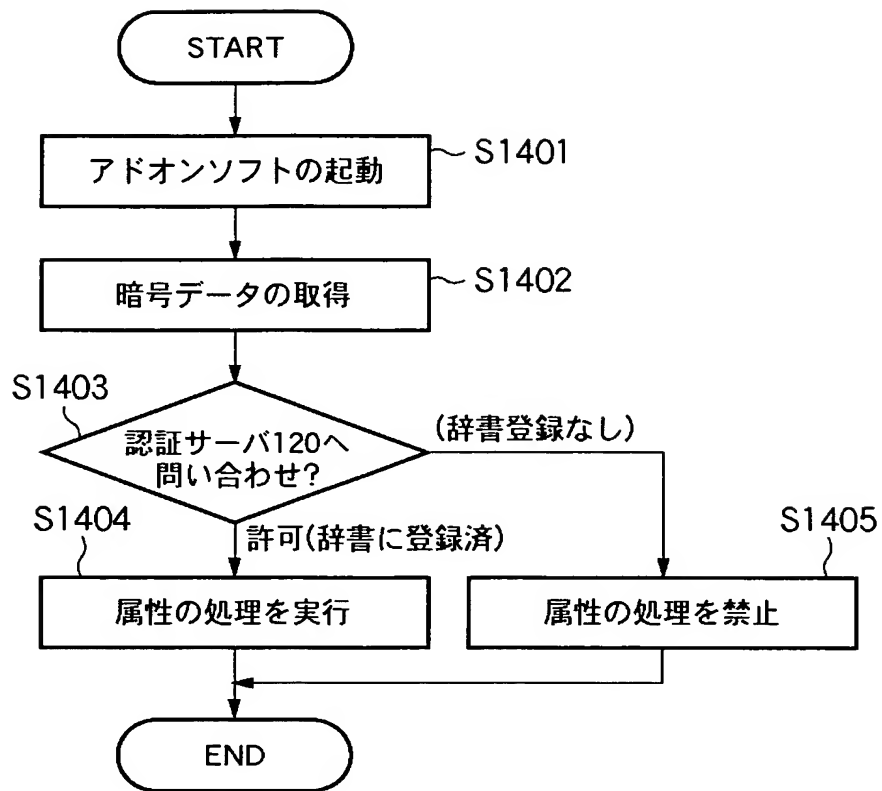 START
アドオンソフトの起動
S1401
暗号データの取得
S1402
S1403
認証サーバ120へ
問い合わせ?
(辞書登録なし)
S1404
許可(辞書に登録済)
S1405
属性の処理を実行
属性の処理を禁止
END